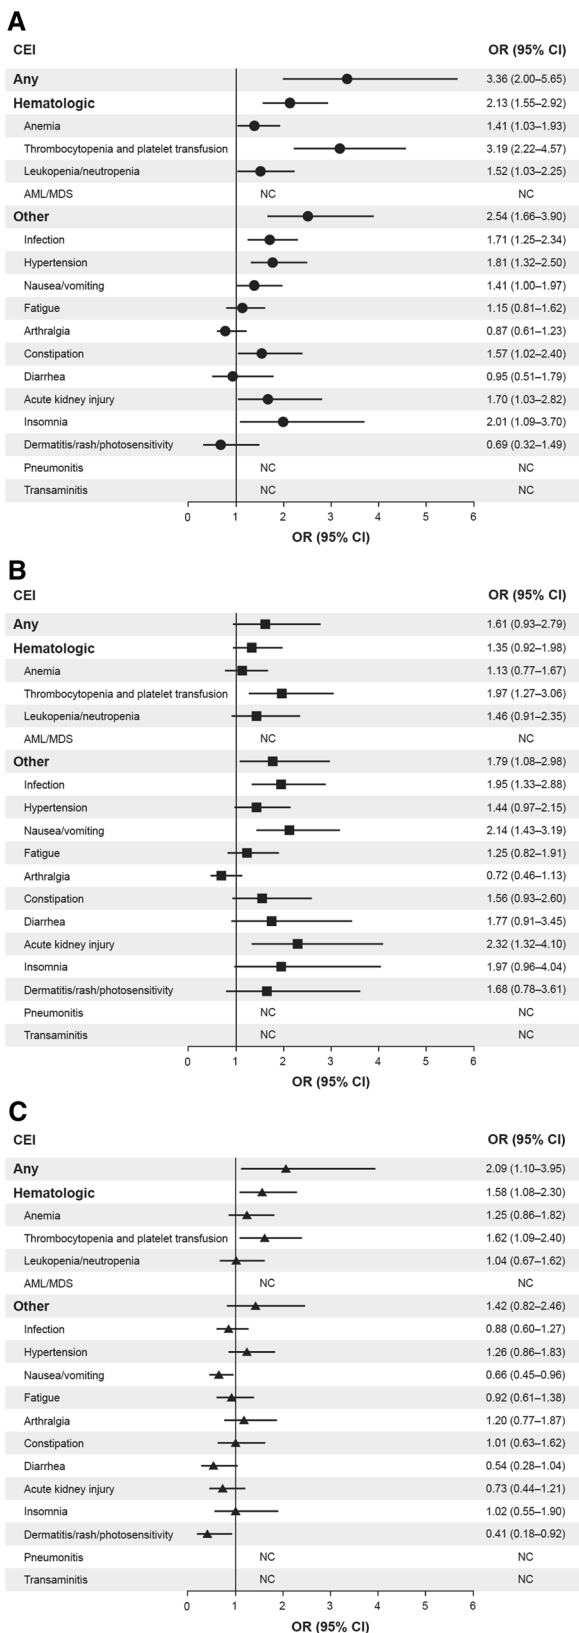 A
CEI OR (95% CI)
Any 3.36 (2.00–5.65)
Hematologic 2.13 (1.55–2.92)
Anemia 1.41 (1.03–1.93)
Thrombocytopenia and platelet transfusion 3.19 (2.22–4.57)
Leukopenia/neutropenia 1.52 (1.03–2.25)
AML/MDS NC NC
Other 2.54 (1.66–3.90)
Infection 1.71 (1.25–2.34)
Hypertension 1.81 (1.32–2.50)
Nausea/vomiting 1.41 (1.00–1.97)
Fatigue 1.15 (0.81–1.62)
Arthralgia 0.87 (0.61–1.23)
Constipation 1.57 (1.02–2.40)
Diarrhea 0.95 (0.51–1.79)
Acute kidney injury 1.70 (1.03–2.82)
Insomnia 2.01 (1.09–3.70)
Dermatitis/rash/photosensitivity 0.69 (0.32–1.49)
Pneumonitis NC NC
Transaminitis NC NC
0 1 2 3 4 5 6
OR (95% CI)
B
CEI OR (95% CI)
Any 1.61 (0.93–2.79)
Hematologic 1.35 (0.92–1.98)
Anemia 1.13 (0.77–1.67)
Thrombocytopenia and platelet transfusion 1.97 (1.27–3.06)
Leukopenia/neutropenia 1.46 (0.91–2.35)
AML/MDS NC NC
Other 1.79 (1.08–2.98)
Infection 1.95 (1.33–2.88)
Hypertension 1.44 (0.97–2.15)
Nausea/vomiting 2.14 (1.43–3.19)
Fatigue 1.25 (0.82–1.91)
Arthralgia 0.72 (0.46–1.13)
Constipation 1.56 (0.93–2.60)
Diarrhea 1.77 (0.91–3.45)
Acute kidney injury 2.32 (1.32–4.10)
Insomnia 1.97 (0.96–4.04)
Dermatitis/rash/photosensitivity 1.68 (0.78–3.61)
Pneumonitis NC NC
Transaminitis NC NC
0 1 2 3 4 5 6
OR (95% CI)
C
CEI OR (95% CI)
Any 2.09 (1.10–3.95)
Hematologic 1.58 (1.08–2.30)
Anemia 1.25 (0.86–1.82)
Thrombocytopenia and platelet transfusion 1.62 (1.09–2.40)
Leukopenia/neutropenia 1.04 (0.67–1.62)
AML/MDS NC NC
Other 1.42 (0.82–2.46)
Infection 0.88 (0.60–1.27)
Hypertension 1.26 (0.86–1.83)
Nausea/vomiting 0.66 (0.45–0.96)
Fatigue 0.92 (0.61–1.38)
Arthralgia 1.20 (0.77–1.87)
Constipation 1.01 (0.63–1.62)
Diarrhea 0.54 (0.28–1.04)
Acute kidney injury 0.73 (0.44–1.21)
Insomnia 1.02 (0.55–1.90)
Dermatitis/rash/photosensitivity 0.41 (0.18–0.92)
Pneumonitis NC NC
Transaminitis NC NC
0 1 2 3 4 5 6
OR (95% CI)